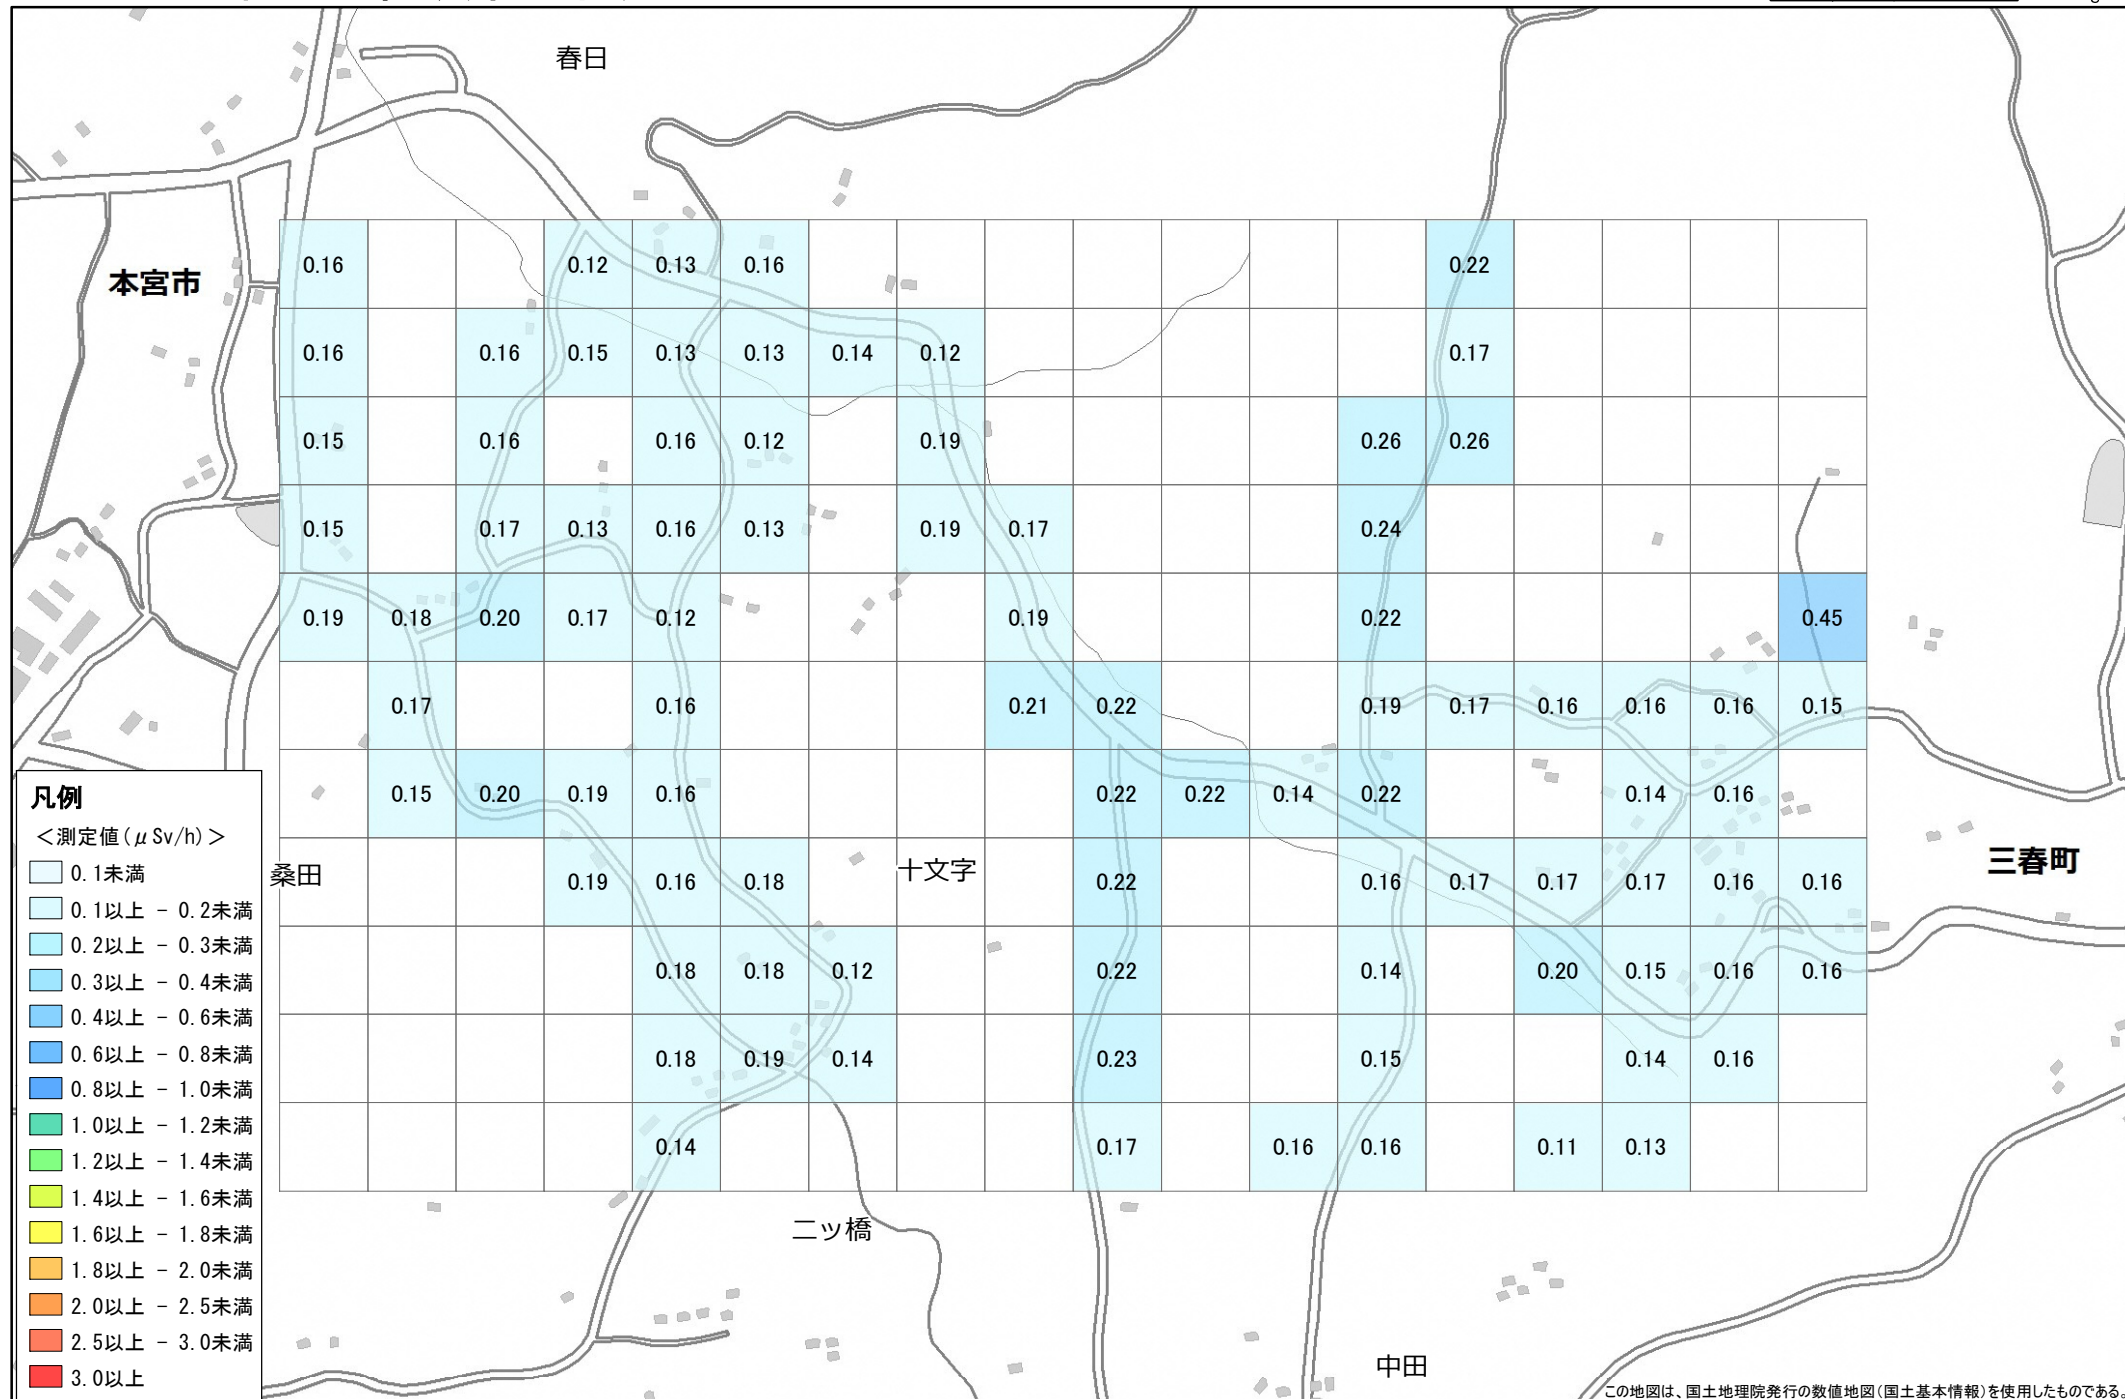 春日
本宮市
0.16 0.12 0.13 0.16 0.22
0.16 0.16 0.15 0.13 0.13 0.14 0.12 0.17
0.15 0.16 0.16 0.12 0.19 0.26 0.26
0.15 0.17 0.13 0.16 0.13 0.19 0.17 0.24
0.19 0.18 0.20 0.17 0.12 0.19 0.22 0.45
0.17 0.16 0.21 0.22 0.19 0.17 0.16 0.16 0.16 0.15
0.15 0.20 0.19 0.16 0.22 0.22 0.14 0.22 0.14 0.16
0.19 0.16 0.18 0.22 0.16 0.17 0.17 0.17 0.16 0.16
0.18 0.18 0.12 0.22 0.14 0.20 0.15 0.16 0.16
0.18 0.19 0.14 0.23 0.15 0.14 0.16
0.14 0.17 0.16 0.16 0.11 0.13
桑田
十文字
三春町
二ッ橋
中田
凡例
＜測定値(μSv/h)＞
0.1未満
0.1以上 - 0.2未満
0.2以上 - 0.3未満
0.3以上 - 0.4未満
0.4以上 - 0.6未満
0.6以上 - 0.8未満
0.8以上 - 1.0未満
1.0以上 - 1.2未満
1.2以上 - 1.4未満
1.4以上 - 1.6未満
1.6以上 - 1.8未満
1.8以上 - 2.0未満
2.0以上 - 2.5未満
2.5以上 - 3.0未満
3.0以上
この地図は、国土地理院発行の数値地図(国土基本情報)を使用したものである。